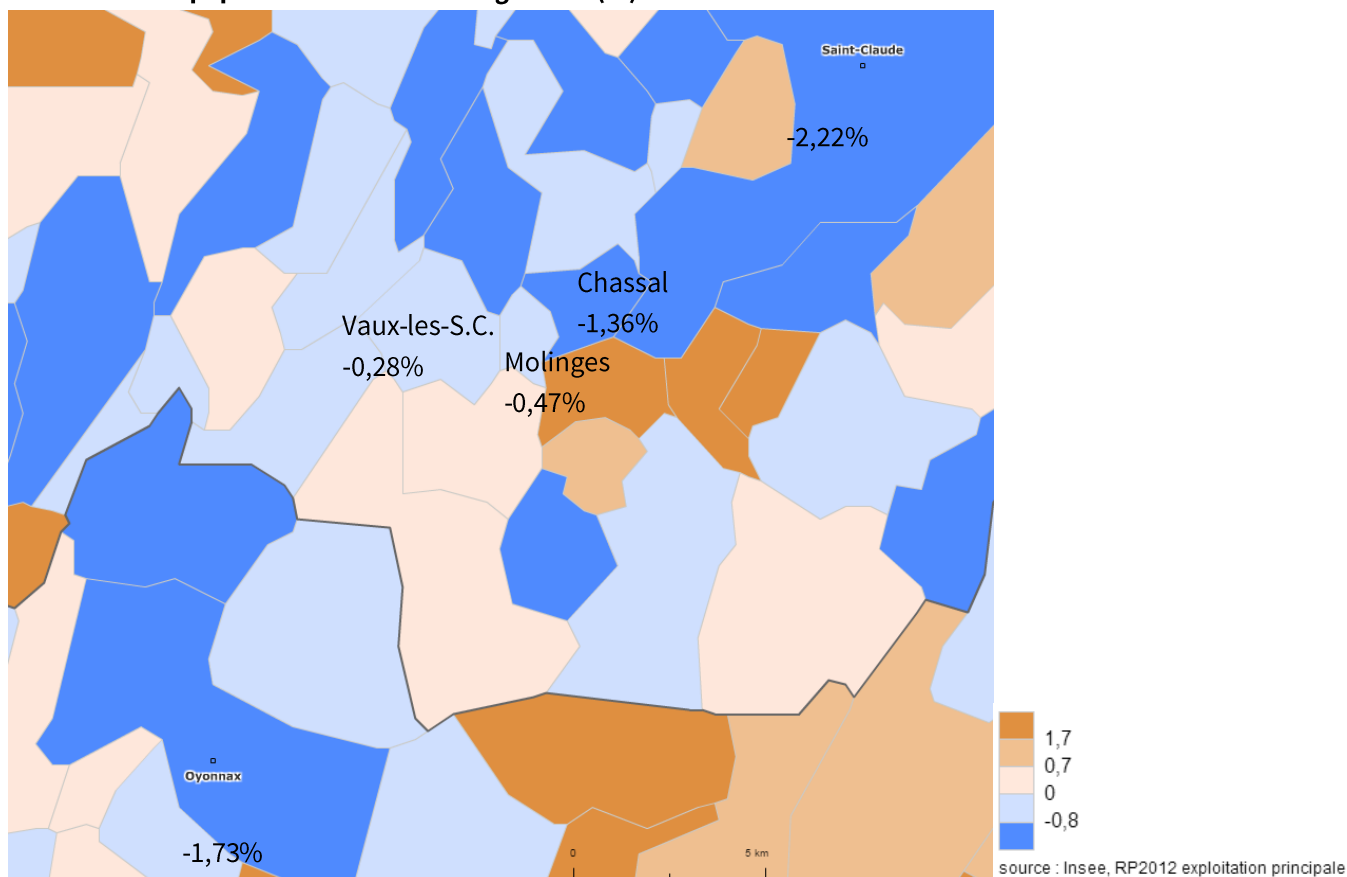 Saint-Claude
-2,22%
Chassal
-1,36%
Vaux-les-S.C.
-0,28%
Molinges
-0,47%
Oyonnax
-1,73%
0 5 km
1,7
0,7
0
-0,8
source : Insee, RP2012 exploitation principale